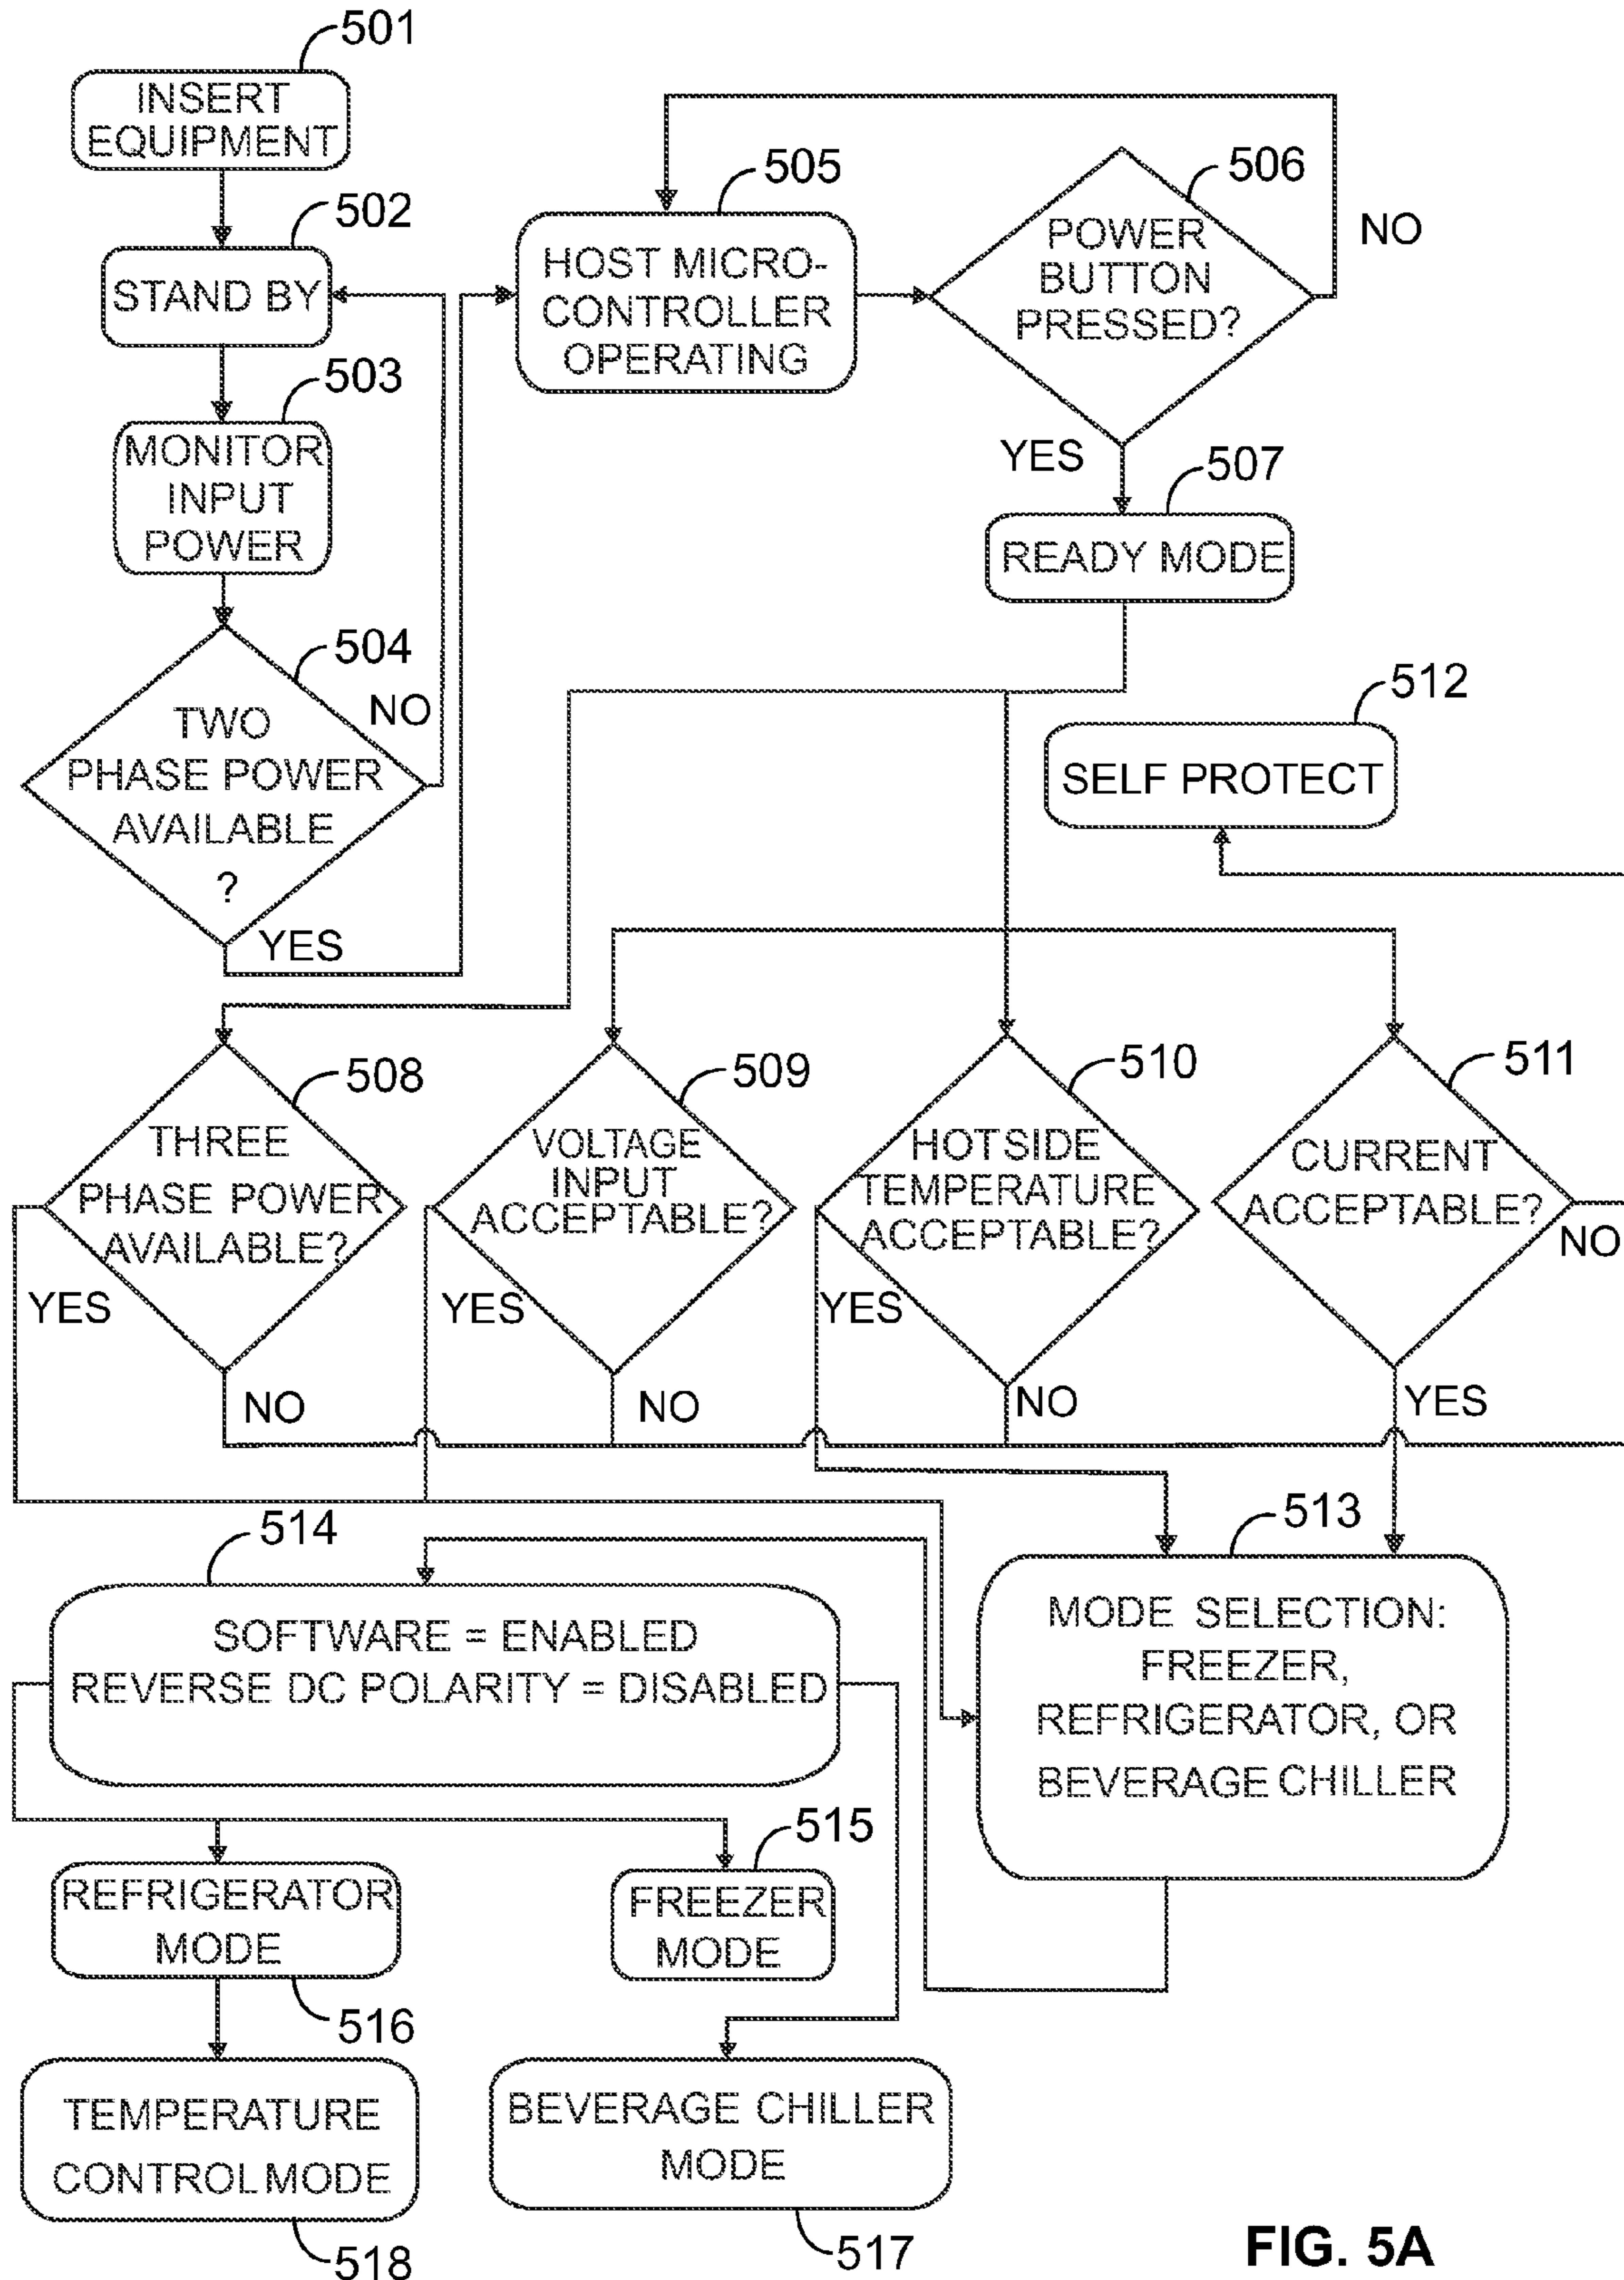 501
INSERT
EQUIPMENT
502
STAND BY
503
MONITOR
INPUT
POWER
504
TWO
PHASE POWER
AVAILABLE
?
NO
YES
505
HOST MICRO-
CONTROLLER
OPERATING
506
POWER
BUTTON
PRESSED?
NO
YES
507
READY MODE
512
SELF PROTECT
508
THREE
PHASE POWER
AVAILABLE?
YES
NO
509
VOLTAGE
INPUT
ACCEPTABLE?
YES
NO
510
HOT SIDE
TEMPERATURE
ACCEPTABLE?
YES
NO
511
CURRENT
ACCEPTABLE?
NO
YES
513
MODE SELECTION:
FREEZER,
REFRIGERATOR, OR
BEVERAGE CHILLER
514
SOFTWARE = ENABLED
REVERSE DC POLARITY = DISABLED
515
FREEZER
MODE
REFRIGERATOR
MODE
516
TEMPERATURE
CONTROL MODE
518
BEVERAGE CHILLER
MODE
517
FIG. 5A